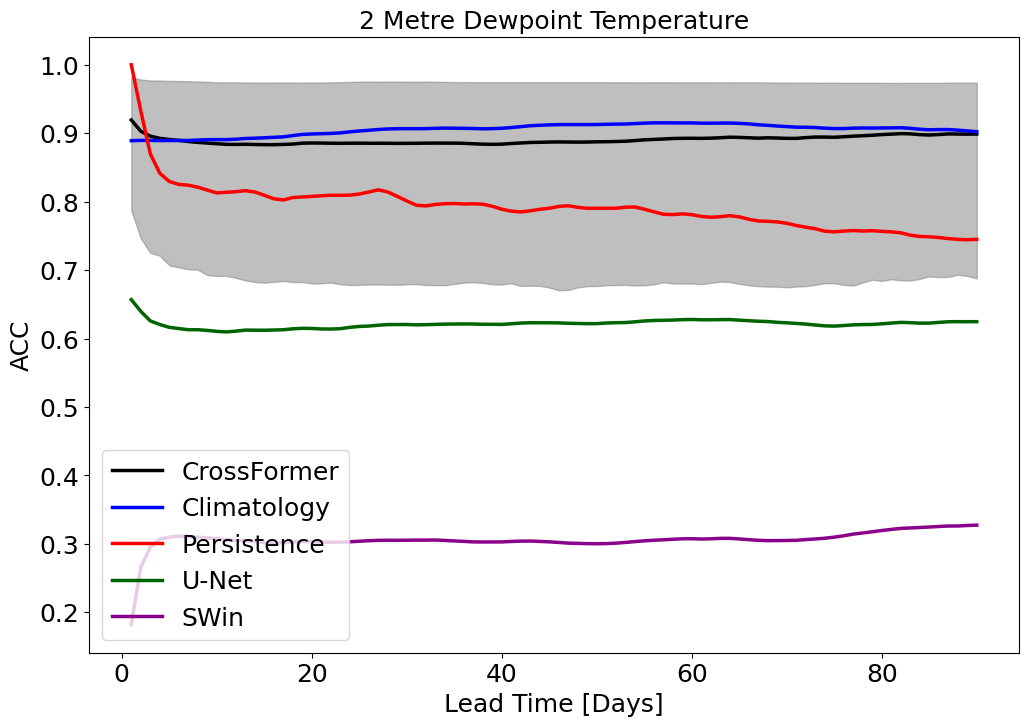 2 Metre Dewpoint Temperature
ACC
1.0
0.9
0.8
0.7
0.6
0.5
0.4
0.3
0.2
CrossFormer
Climatology
Persistence
U-Net
SWin
0 20 40 60 80
Lead Time [Days]